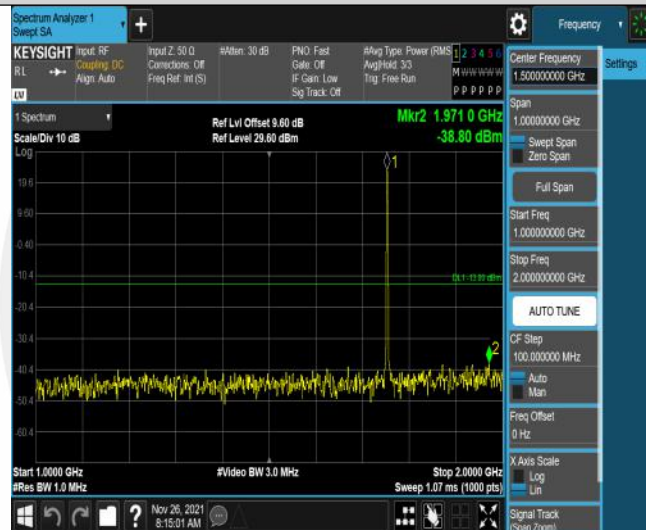 Spectrum Analyzer 1
Swept SA
Frequency
KEYSIGHT
RL
LXI
Input: RF
Coupling: DC
Align: Auto
Input Z: 50 Ω
Corrections: Off
Freq Ref: Int (S)
#Atten: 30 dB
PNO: Fast
Gate: Off
IF Gain: Low
Sig Track: Off
#Avg Type: Power (RMS
Avg|Hold: 3/3
Trig: Free Run
1 2 3 4 5 6
M W W W W W
P P P P P P
Center Frequency
1.500000000 GHz
Settings
Span
1.00000000 GHz
Swept Span
Zero Span
Full Span
Start Freq
1.000000000 GHz
Stop Freq
2.000000000 GHz
AUTO TUNE
CF Step
100.000000 MHz
Auto
Man
Freq Offset
0 Hz
X Axis Scale
Log
Lin
Signal Track
(Span Zoom)
1 Spectrum
Scale/Div 10 dB
Ref Lvl Offset 9.60 dB
Ref Level 29.60 dBm
Mkr2 1.971 0 GHz
-38.80 dBm
Log
1
19.6
9.60
-0.40
-10.4
DL1 -13.00 dBm
-20.4
-30.4
2
-40.4
-50.4
-60.4
Start 1.0000 GHz
#Video BW 3.0 MHz
Stop 2.0000 GHz
#Res BW 1.0 MHz
Sweep 1.07 ms (1000 pts)
Nov 26, 2021
8:15:01 AM